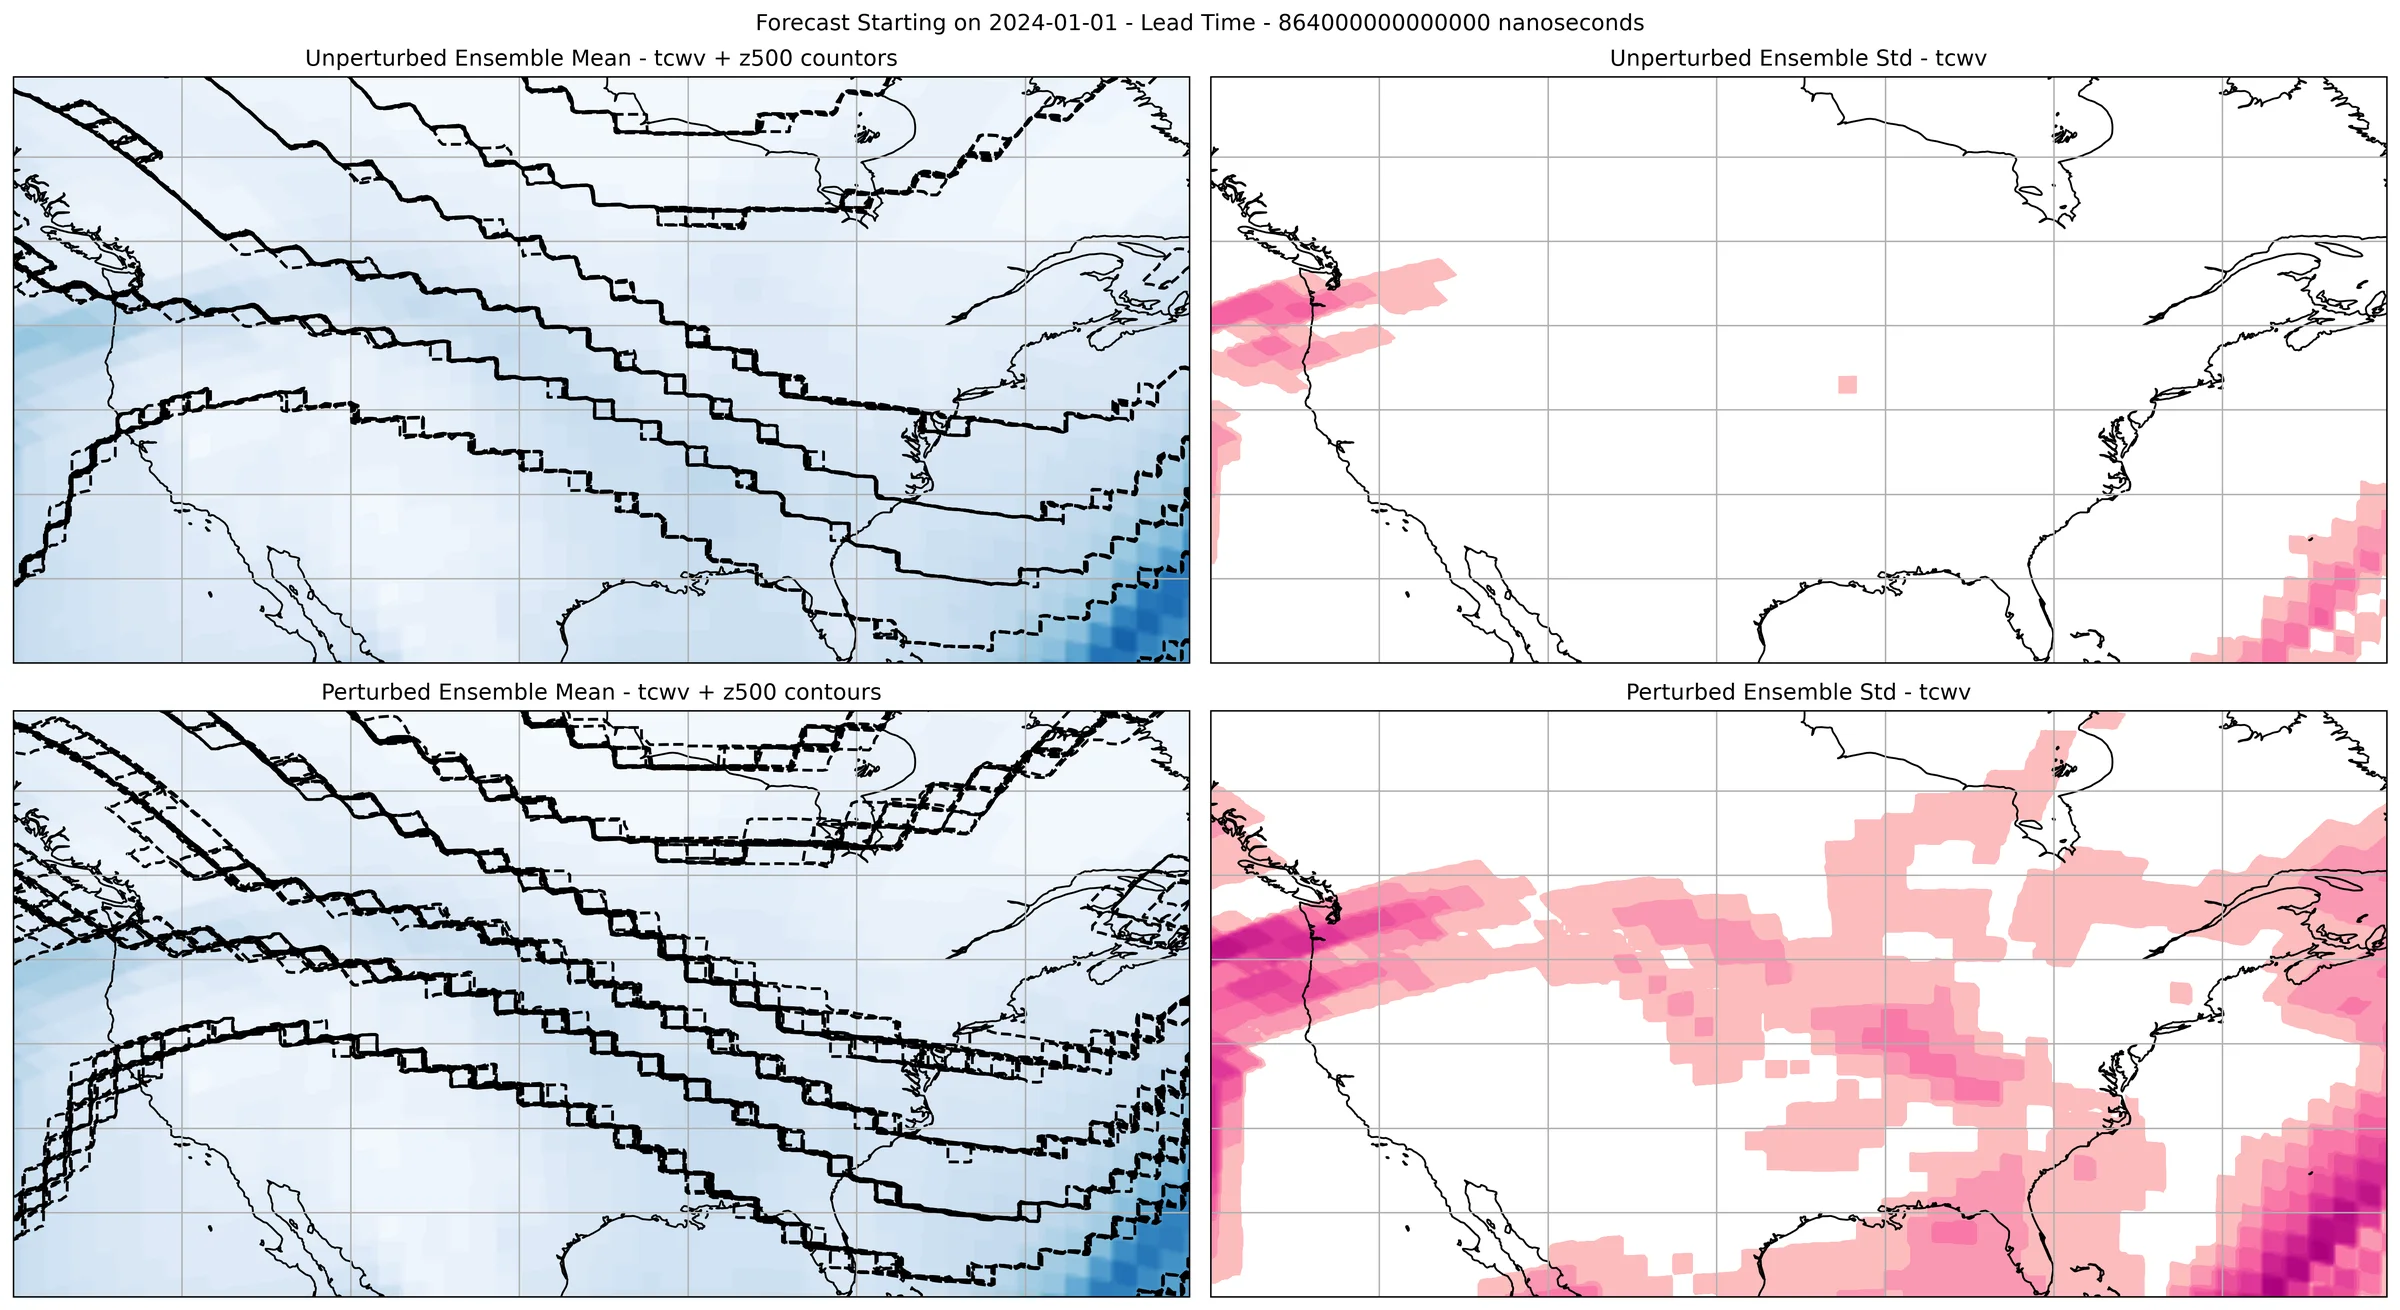 Forecast Starting on 2024-01-01 - Lead Time - 864000000000000 nanoseconds
Unperturbed Ensemble Mean - tcwv + z500 countors
Unperturbed Ensemble Std - tcwv
Perturbed Ensemble Mean - tcwv + z500 contours
Perturbed Ensemble Std - tcwv